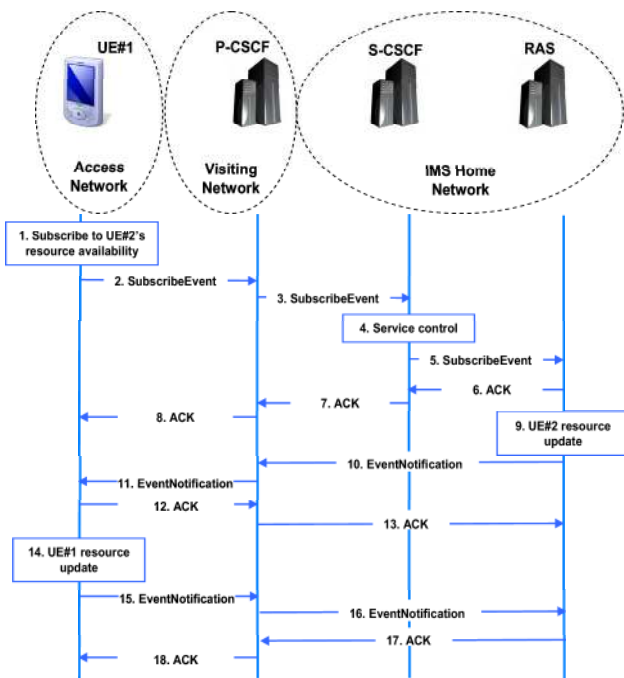 UE#1
P-CSCF
S-CSCF
RAS
Access
Network
Visiting
Network
IMS Home
Network
1. Subscribe to UE#2's
resource availability
2. SubscribeEvent
3. SubscribeEvent
4. Service control
5. SubscribeEvent
6. ACK
7. ACK
8. ACK
9. UE#2 resource
update
10. EventNotification
11. EventNotification
12. ACK
13. ACK
14. UE#1 resource
update
15. EventNotification
16. EventNotification
17. ACK
18. ACK